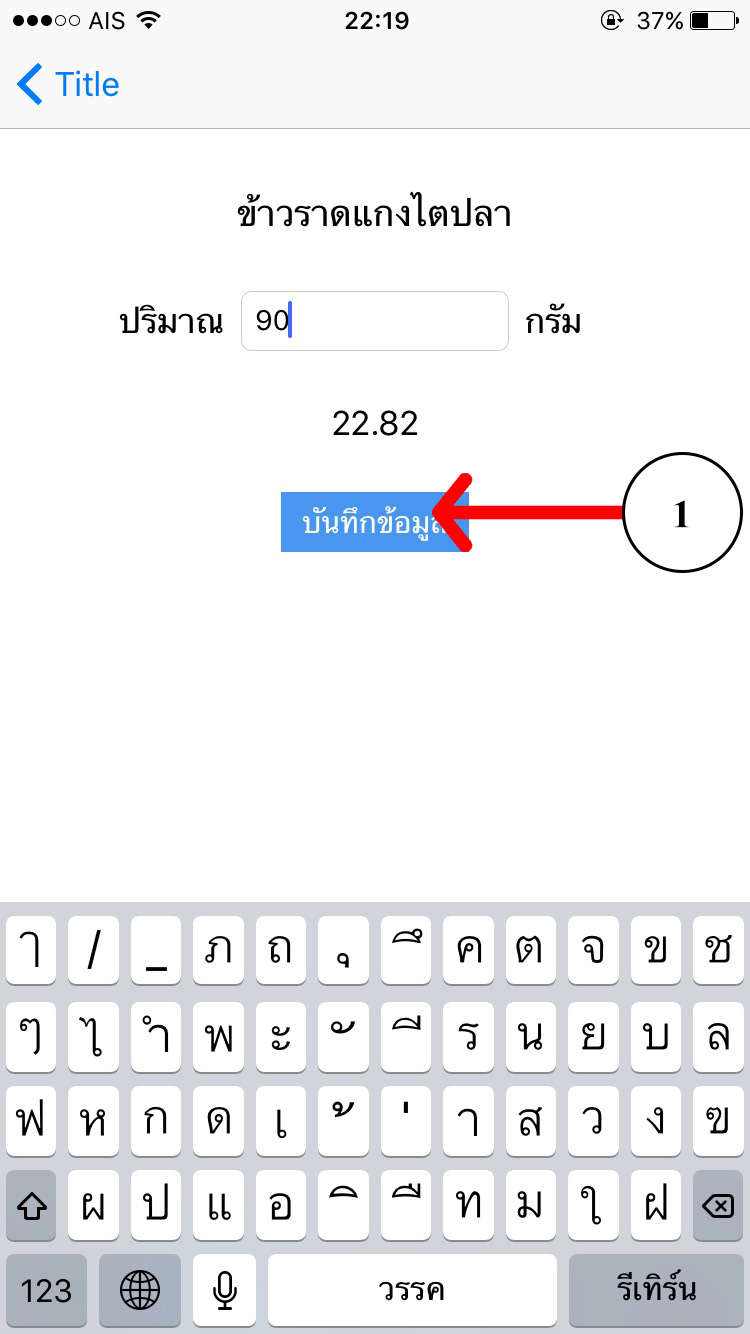 AIS 22:19 37%
Title
ข้าวราดแกงไตปลา
ปริมาณ 90 กรัม
22.82
บันทึกข้อมูล
1
ๅ / _ ภ ถ ุ ึ ค ต จ ข ช
ๆ ไ ำ พ ะ ั ี ร น ย บ ล
ฟ ห ก ด เ ้ ่ า ส ว ง ฃ
ผ ป แ อ ิ ื ท ม ใ ฝ
123 วรรค รีเทิร์น